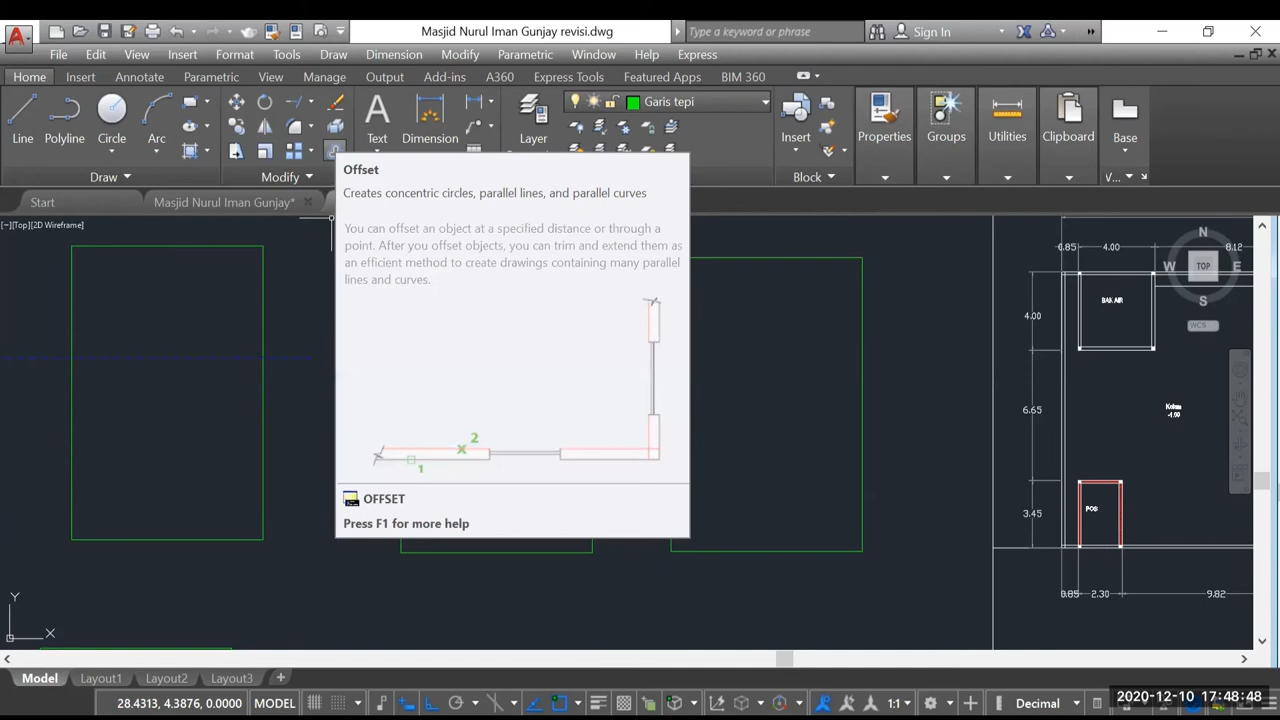 Masjid Nurul Iman Gunjay revisi.dwg
Type a keyword or phrase
Sign In
File Edit View Insert Format Tools Draw Dimension Modify Parametric Window Help Express
Home Insert Annotate Parametric View Manage Output Add-ins A360 Express Tools Featured Apps BIM 360
Garis tepi
Line Polyline Circle Arc Text Dimension Layer Insert Properties Groups Utilities Clipboard Base
Draw Modify Block V...
Start Masjid Nurul Iman Gunjay*
[−][Top][2D Wireframe]
Offset
Creates concentric circles, parallel lines, and parallel curves
You can offset an object at a specified distance or through a
point. After you offset objects, you can trim and extend them as
an efficient method to create drawings containing many parallel
lines and curves.
2
1
OFFSET
Press F1 for more help
N
W TOP E
S
WCS
4.00 8.12
BAK AIR
4.00
6.65
-1.00
POS
3.45
2.30 9.82
Y
X
Model Layout1 Layout2 Layout3
28.4313, 4.3876, 0.0000 MODEL 1:1 Decimal
2020-12-10 17:48:48